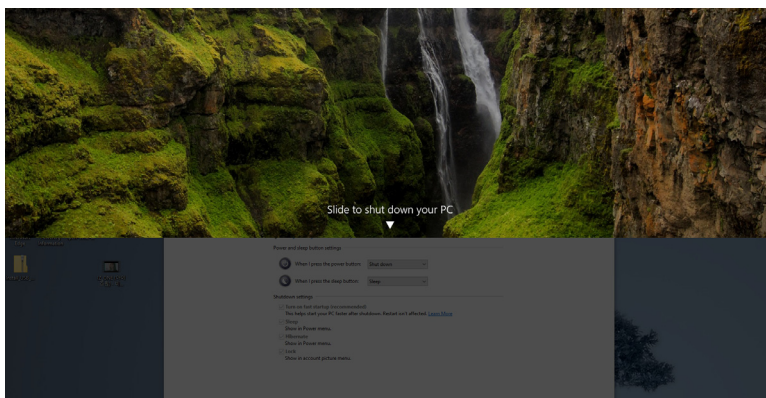 Slide to shut down your PC
Power and sleep button settings
When I press the power button: Shut down
When I press the sleep button: Sleep
Shutdown settings
Turn on fast startup (recommended)
This helps start your PC faster after shutdown. Restart isn't affected. Learn More
Sleep
Show in Power menu.
Hibernate
Show in Power menu.
Lock
Show in account picture menu.